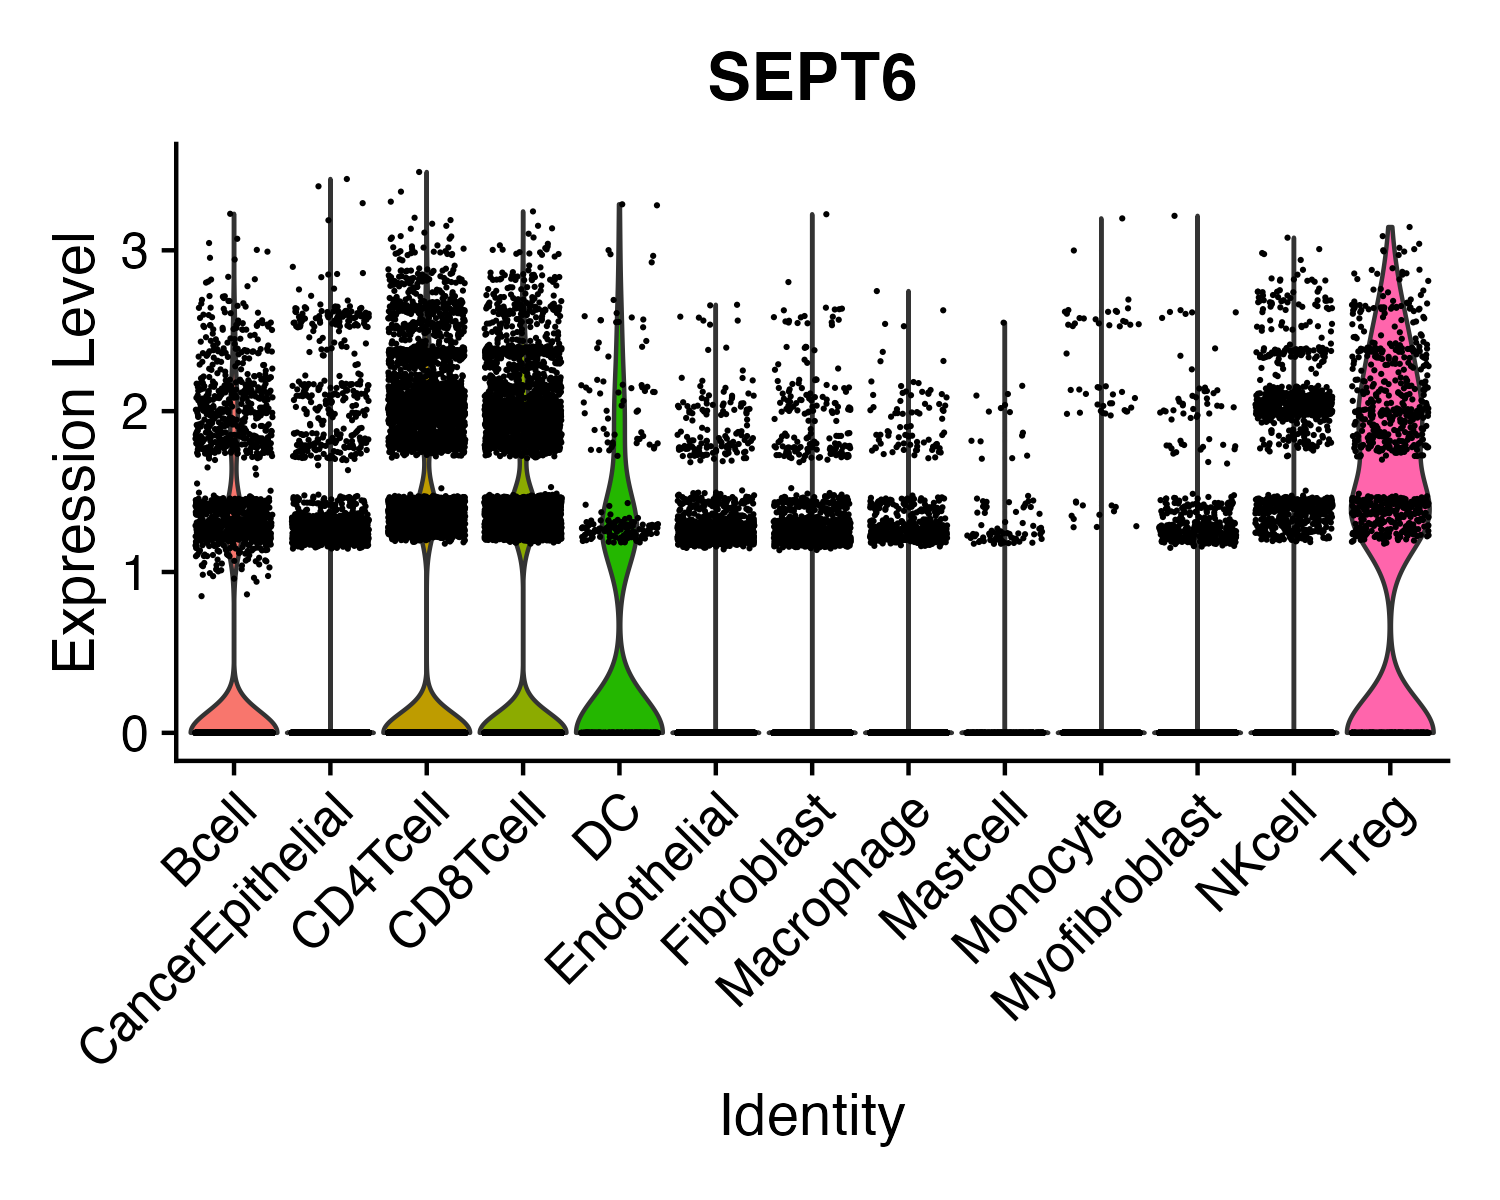 SEPT6
Expression Level
3
2
1
0
Bcell
CancerEpithelial
CD4Tcell
CD8Tcell
DC
Endothelial
Fibroblast
Macrophage
Mastcell
Monocyte
Myofibroblast
NKcell
Treg
Identity